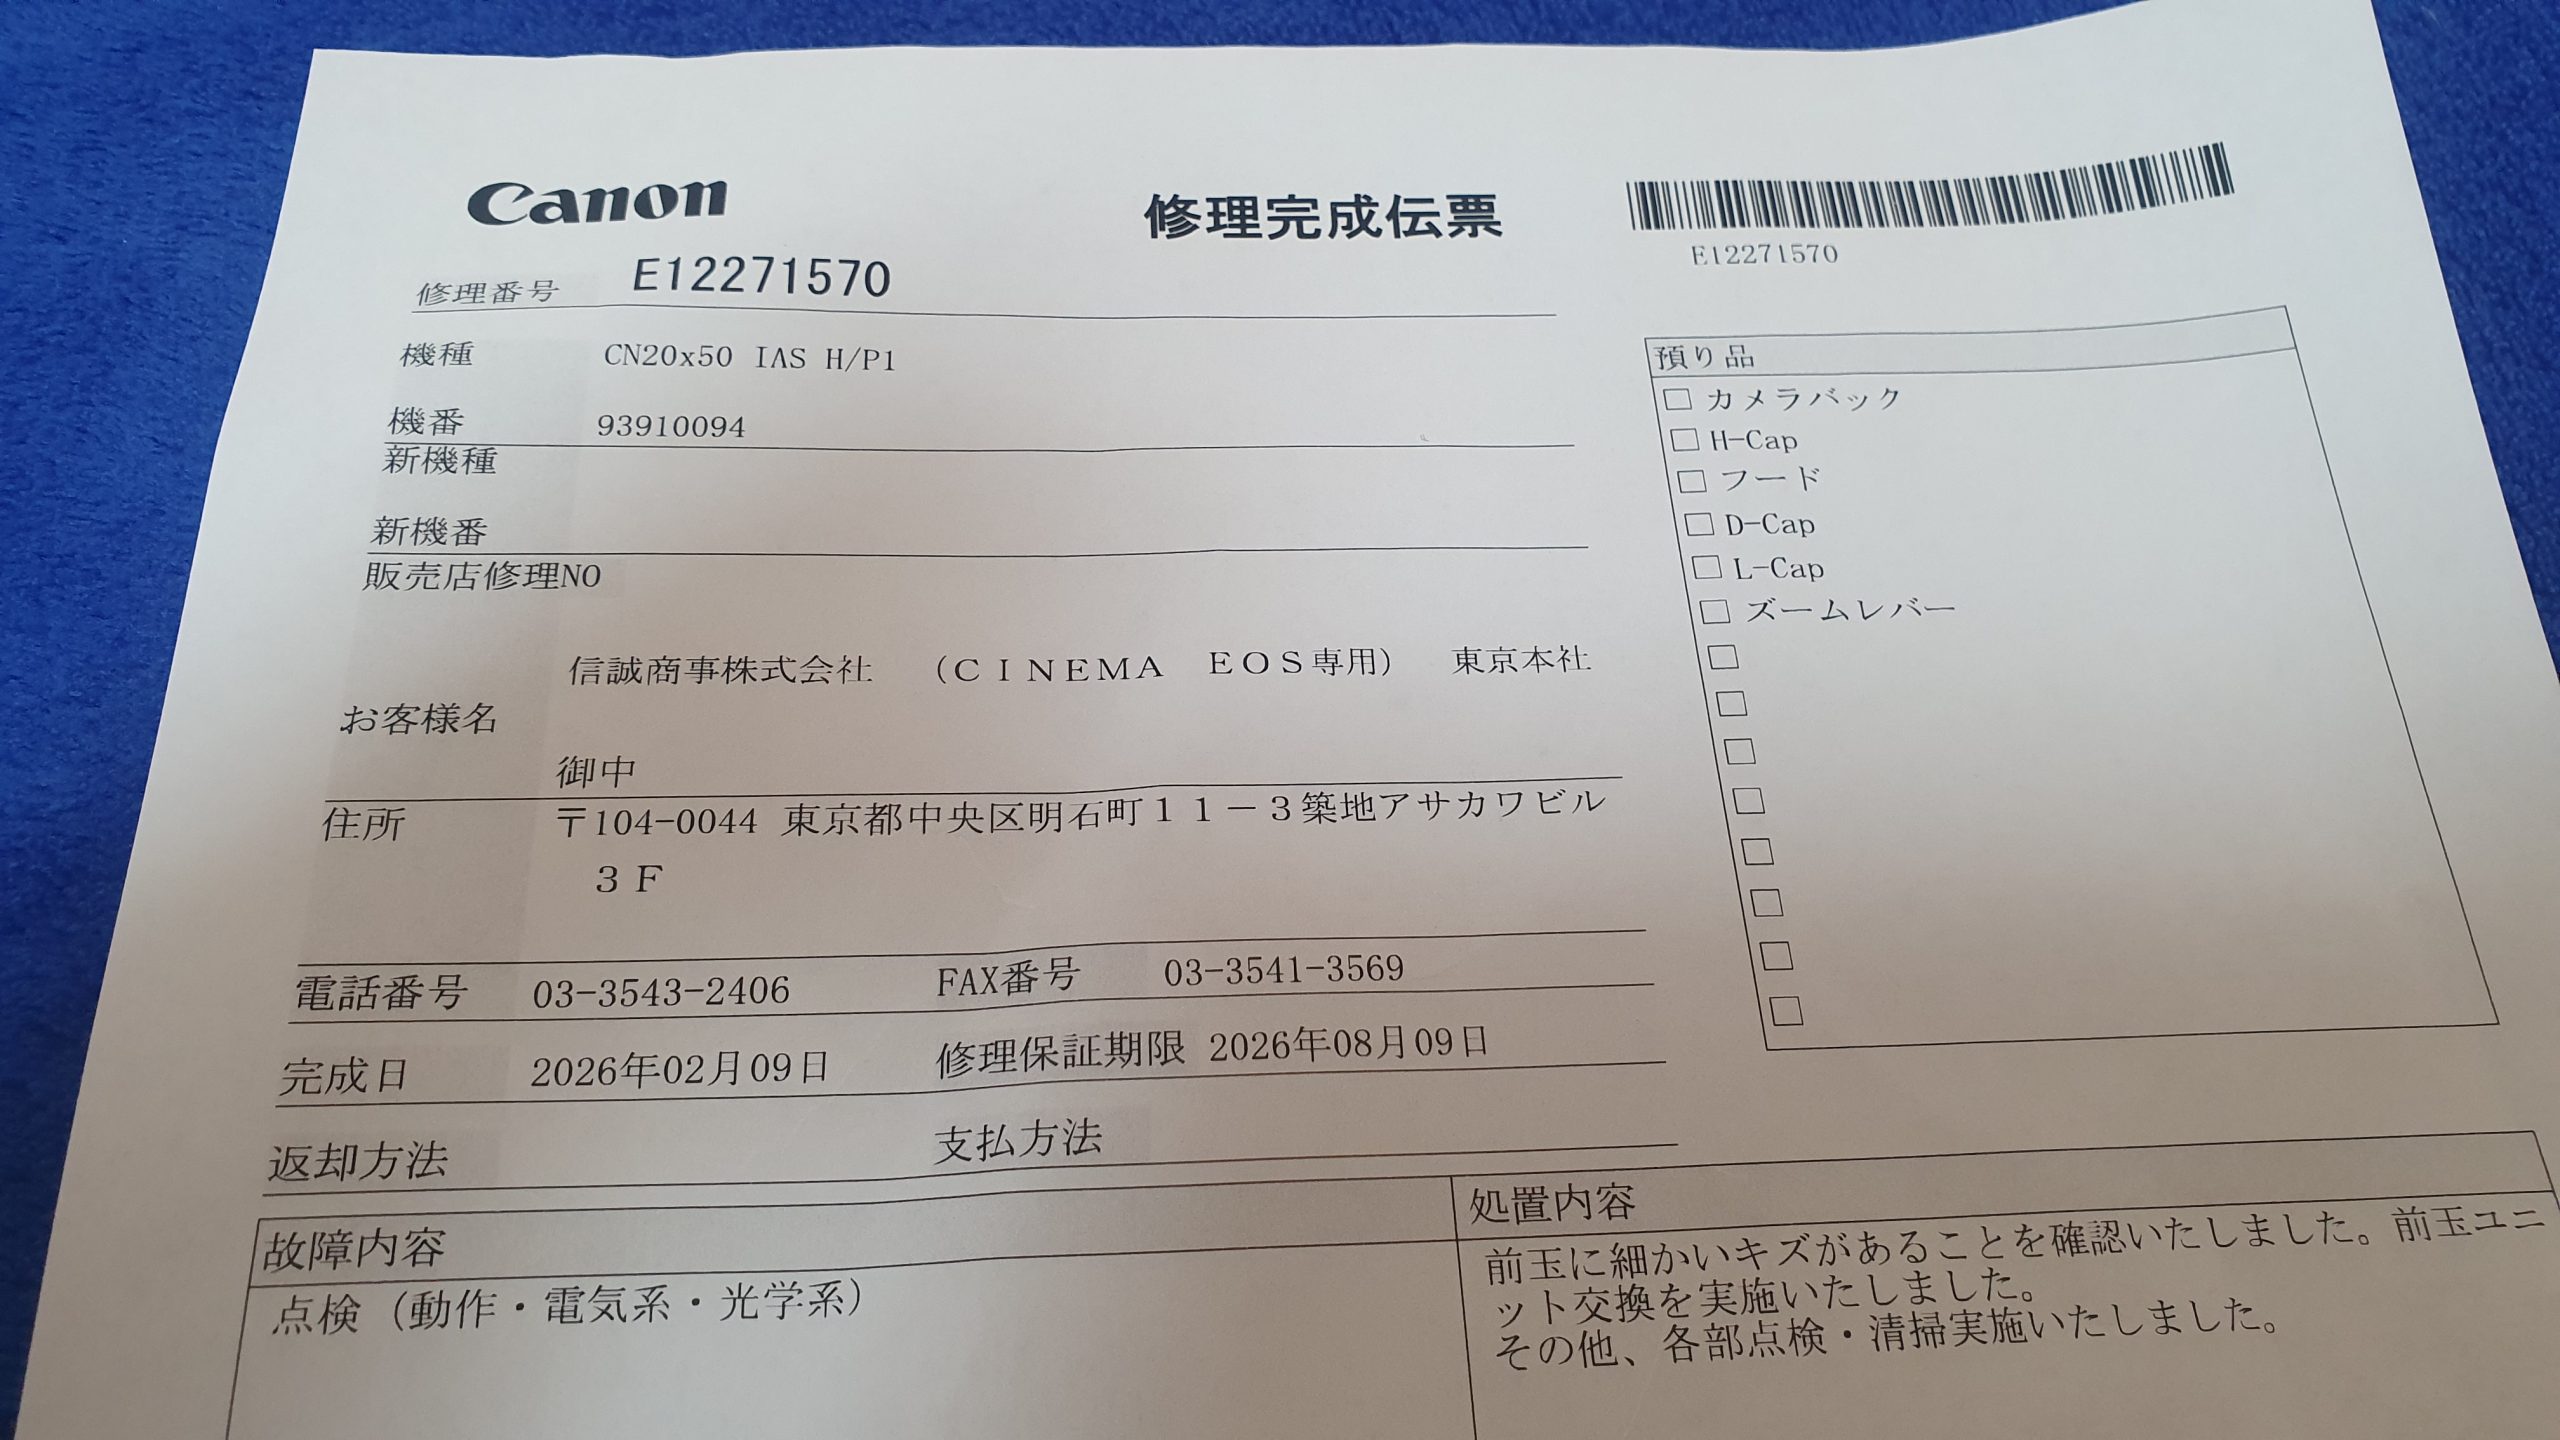 Canon
修理完成伝票
E12271570
修理番号 E12271570
機種 CN20x50 IAS H/P1
機番 93910094
新機種
新機番
販売店修理NO
信誠商事株式会社 （ＣＩＮＥＭＡ ＥＯＳ専用） 東京本社
お客様名
御中
住所 〒104-0044 東京都中央区明石町１１－３築地アサカワビル
３Ｆ
電話番号 03-3543-2406 FAX番号 03-3541-3569
完成日 2026年02月09日 修理保証期限 2026年08月09日
返却方法 支払方法
預り品
□ カメラバック
□ H-Cap
□ フード
□ D-Cap
□ L-Cap
□ ズームレバー
□
□
□
□
□
□
□
□
故障内容
点検（動作・電気系・光学系）
処置内容
前玉に細かいキズがあることを確認いたしました。前玉ユニ
ット交換を実施いたしました。
その他、各部点検・清掃実施いたしました。